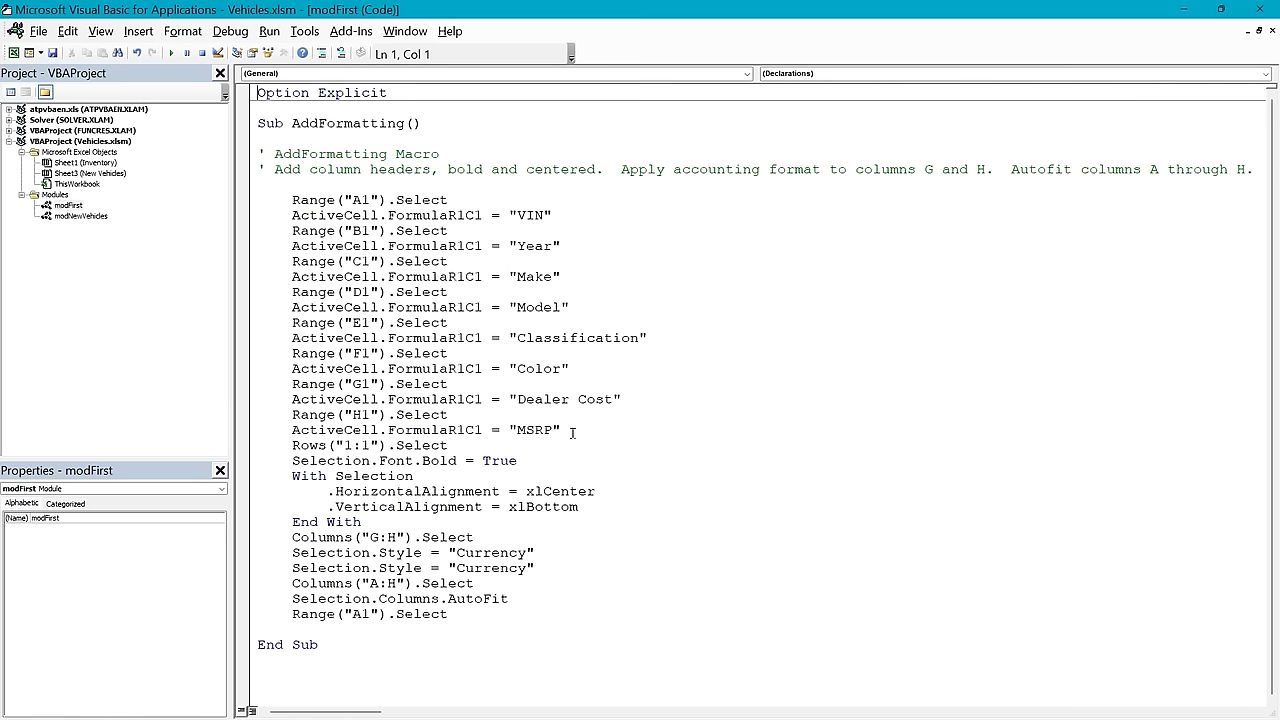 Microsoft Visual Basic for Applications - Vehicles.xlsm - [modFirst (Code)]
File Edit View Insert Format Debug Run Tools Add-Ins Window Help
Ln 1, Col 1
Project - VBAProject
atpvbaen.xls (ATPVBAEN.XLAM)
Solver (SOLVER.XLAM)
VBAProject (FUNCRES.XLAM)
VBAProject (Vehicles.xlsm)
Microsoft Excel Objects
Sheet1 (Inventory)
Sheet3 (New Vehicles)
ThisWorkbook
Modules
modFirst
modNewVehicles
Properties - modFirst
modFirst Module
Alphabetic Categorized
(Name) modFirst
(General) (Declarations)
Option Explicit
Sub AddFormatting()
' AddFormatting Macro
' Add column headers, bold and centered.  Apply accounting format to columns G and H.  Autofit columns A through H.
Range("A1").Select
ActiveCell.FormulaR1C1 = "VIN"
Range("B1").Select
ActiveCell.FormulaR1C1 = "Year"
Range("C1").Select
ActiveCell.FormulaR1C1 = "Make"
Range("D1").Select
ActiveCell.FormulaR1C1 = "Model"
Range("E1").Select
ActiveCell.FormulaR1C1 = "Classification"
Range("F1").Select
ActiveCell.FormulaR1C1 = "Color"
Range("G1").Select
ActiveCell.FormulaR1C1 = "Dealer Cost"
Range("H1").Select
ActiveCell.FormulaR1C1 = "MSRP"
Rows("1:1").Select
Selection.Font.Bold = True
With Selection
.HorizontalAlignment = xlCenter
.VerticalAlignment = xlBottom
End With
Columns("G:H").Select
Selection.Style = "Currency"
Selection.Style = "Currency"
Columns("A:H").Select
Selection.Columns.AutoFit
Range("A1").Select
End Sub